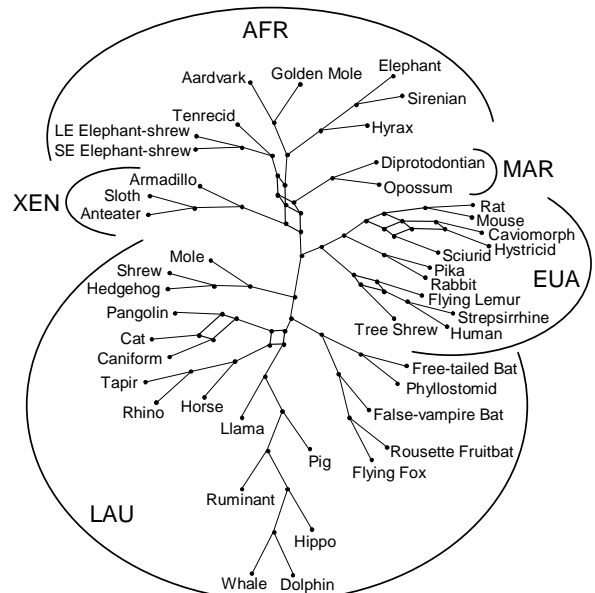 AFR
Aardvark
Golden Mole
Elephant
Sirenian
Hyrax
Tenrecid
LE Elephant-shrew
SE Elephant-shrew
Diprotodontian
Opossum
MAR
XEN
Armadillo
Sloth
Anteater
Rat
Mouse
Caviomorph
Hystricid
Sciurid
Pika
Rabbit
Flying Lemur
Strepsirrhine
Human
Tree Shrew
EUA
Mole
Shrew
Hedgehog
Pangolin
Cat
Caniform
Tapir
Rhino
Horse
Llama
Pig
Ruminant
Hippo
Whale
Dolphin
Free-tailed Bat
Phyllostomid
False-vampire Bat
Rousette Fruitbat
Flying Fox
LAU